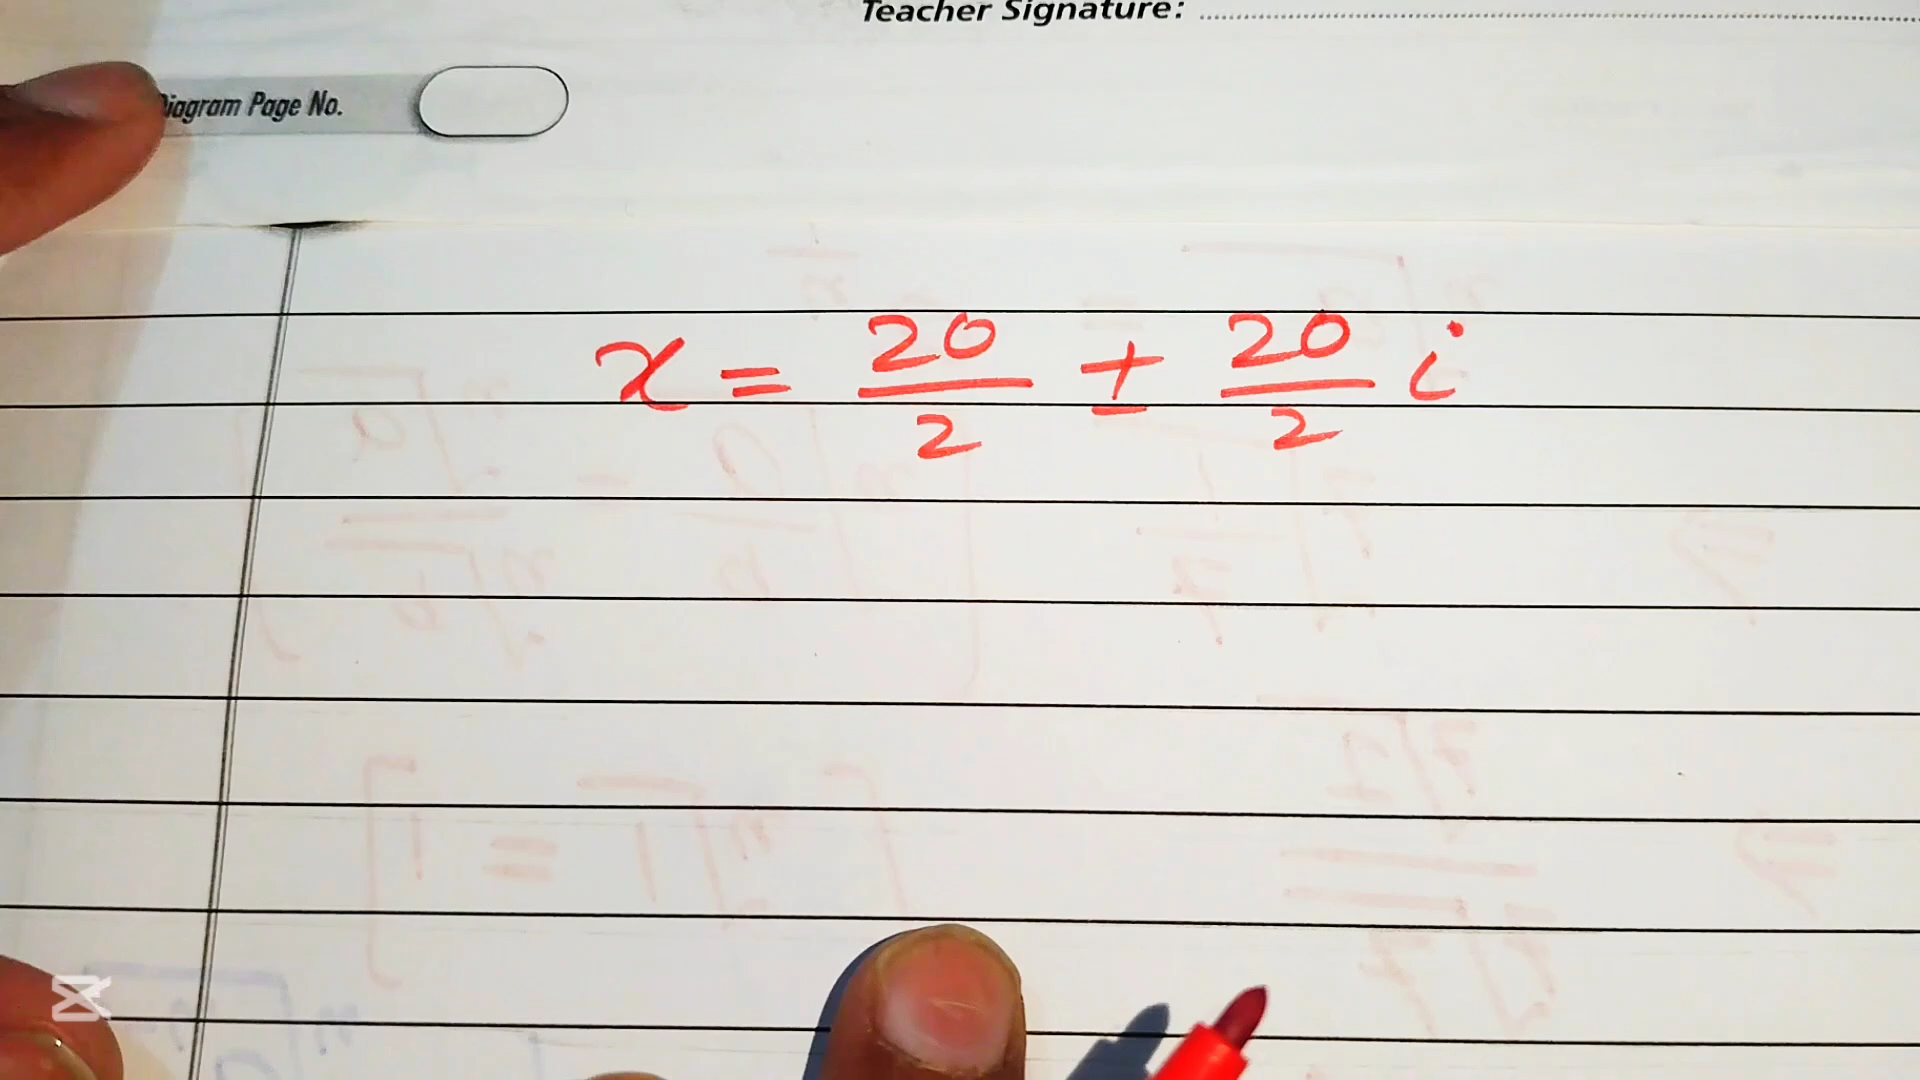 Teacher Signature: ........................................
Diagram Page No.
x = 20/2 ± 20/2 i